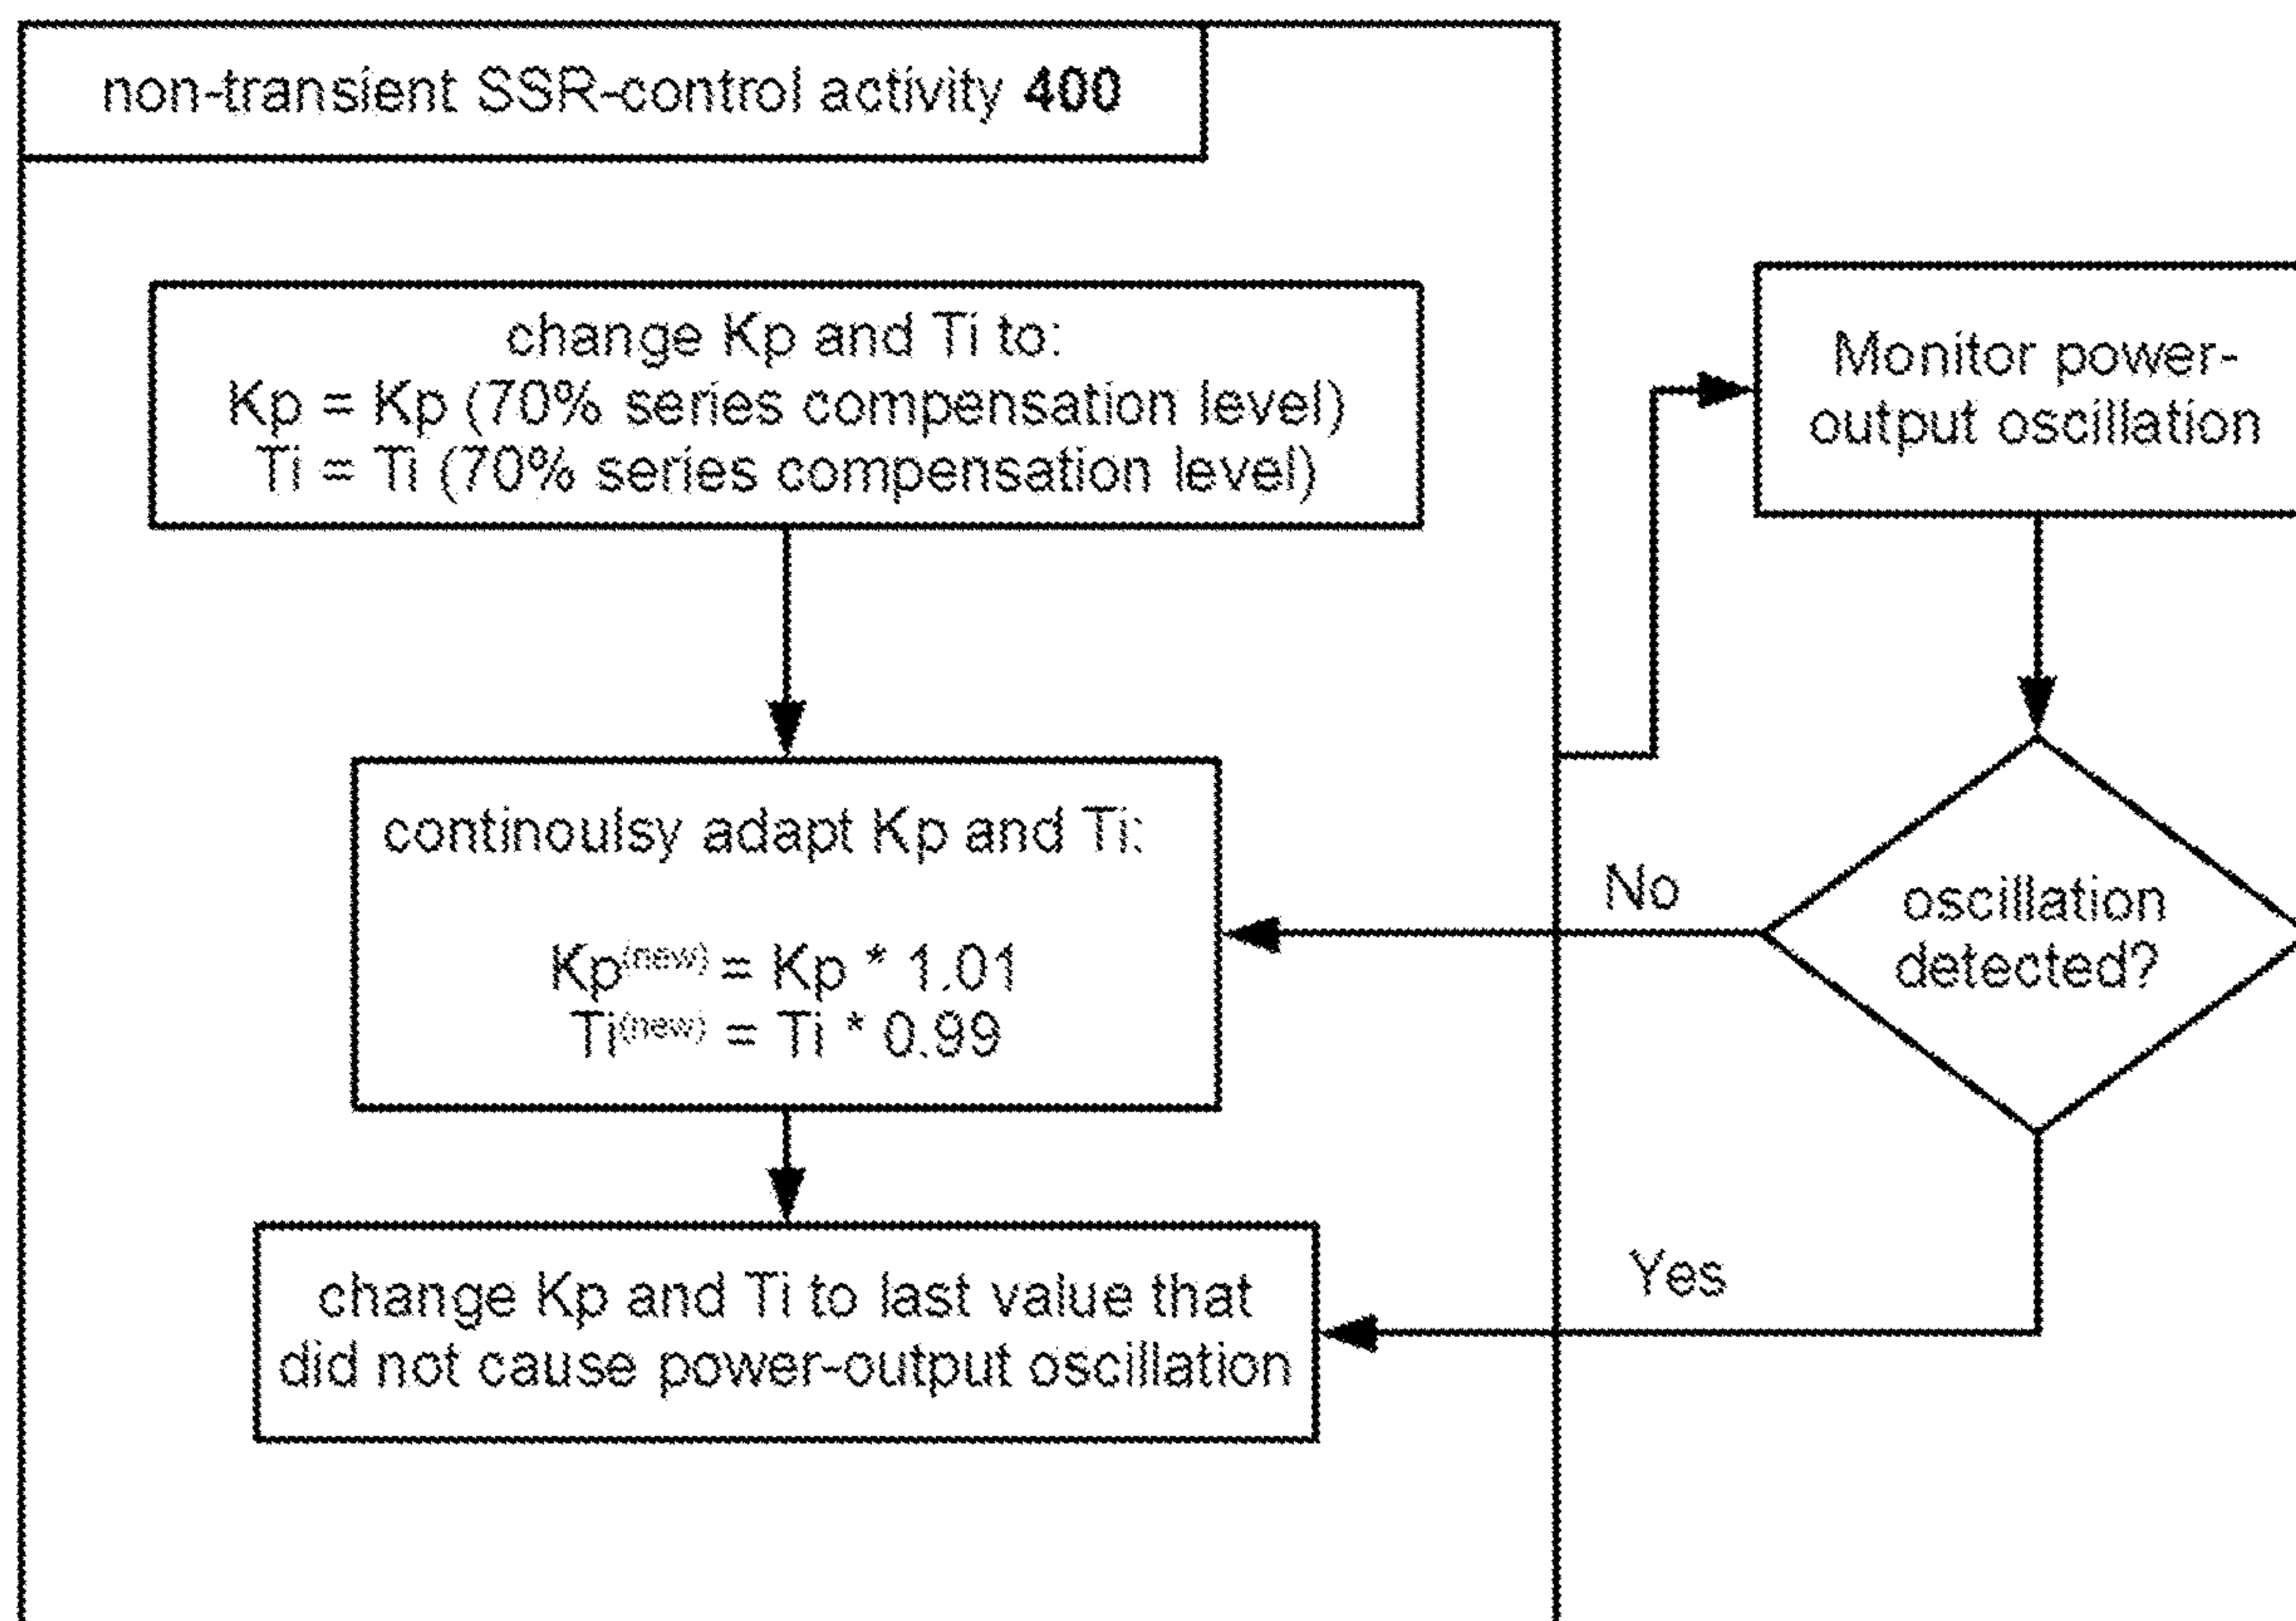 non-transient SSR-control activity 400
change Kp and Ti to:
Kp = Kp (70% series compensation level)
Ti = Ti (70% series compensation level)
Monitor power-
output oscillation
continoulsy adapt Kp and Ti:
Kp(new) = Kp * 1.01
Ti(new) = Ti * 0.99
No
oscillation
detected?
change Kp and Ti to last value that
did not cause power-output oscillation
Yes